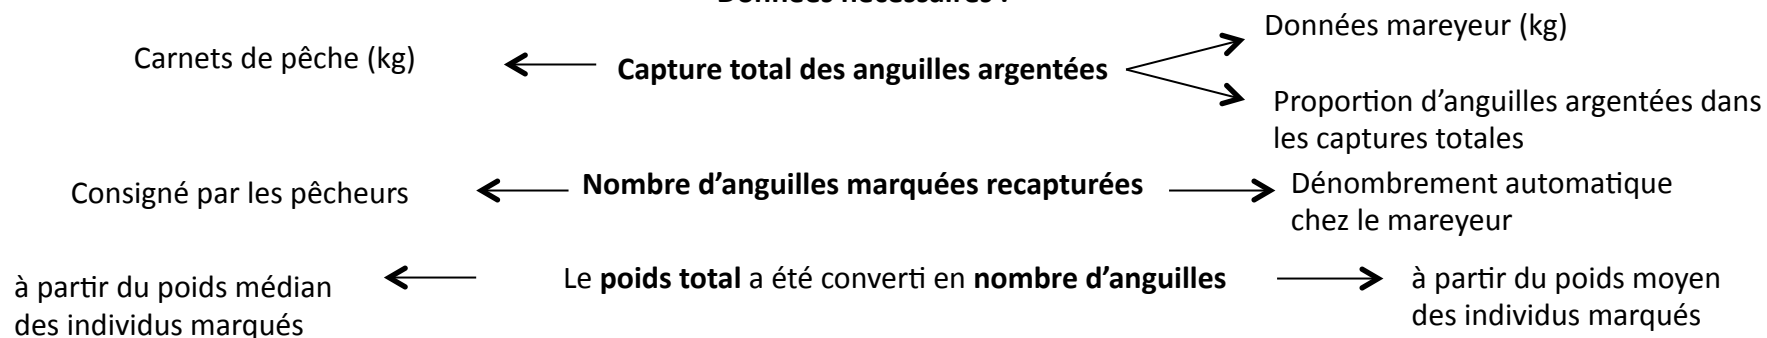 Données nécessaires :
Données mareyeur (kg)
Carnets de pêche (kg)
Capture total des anguilles argentées
Proportion d'anguilles argentées dans
les captures totales
Consigné par les pêcheurs
Nombre d'anguilles marquées recapturées
Dénombrement automatique
chez le mareyeur
à partir du poids médian
des individus marqués
Le poids total a été converti en nombre d'anguilles
à partir du poids moyen
des individus marqués